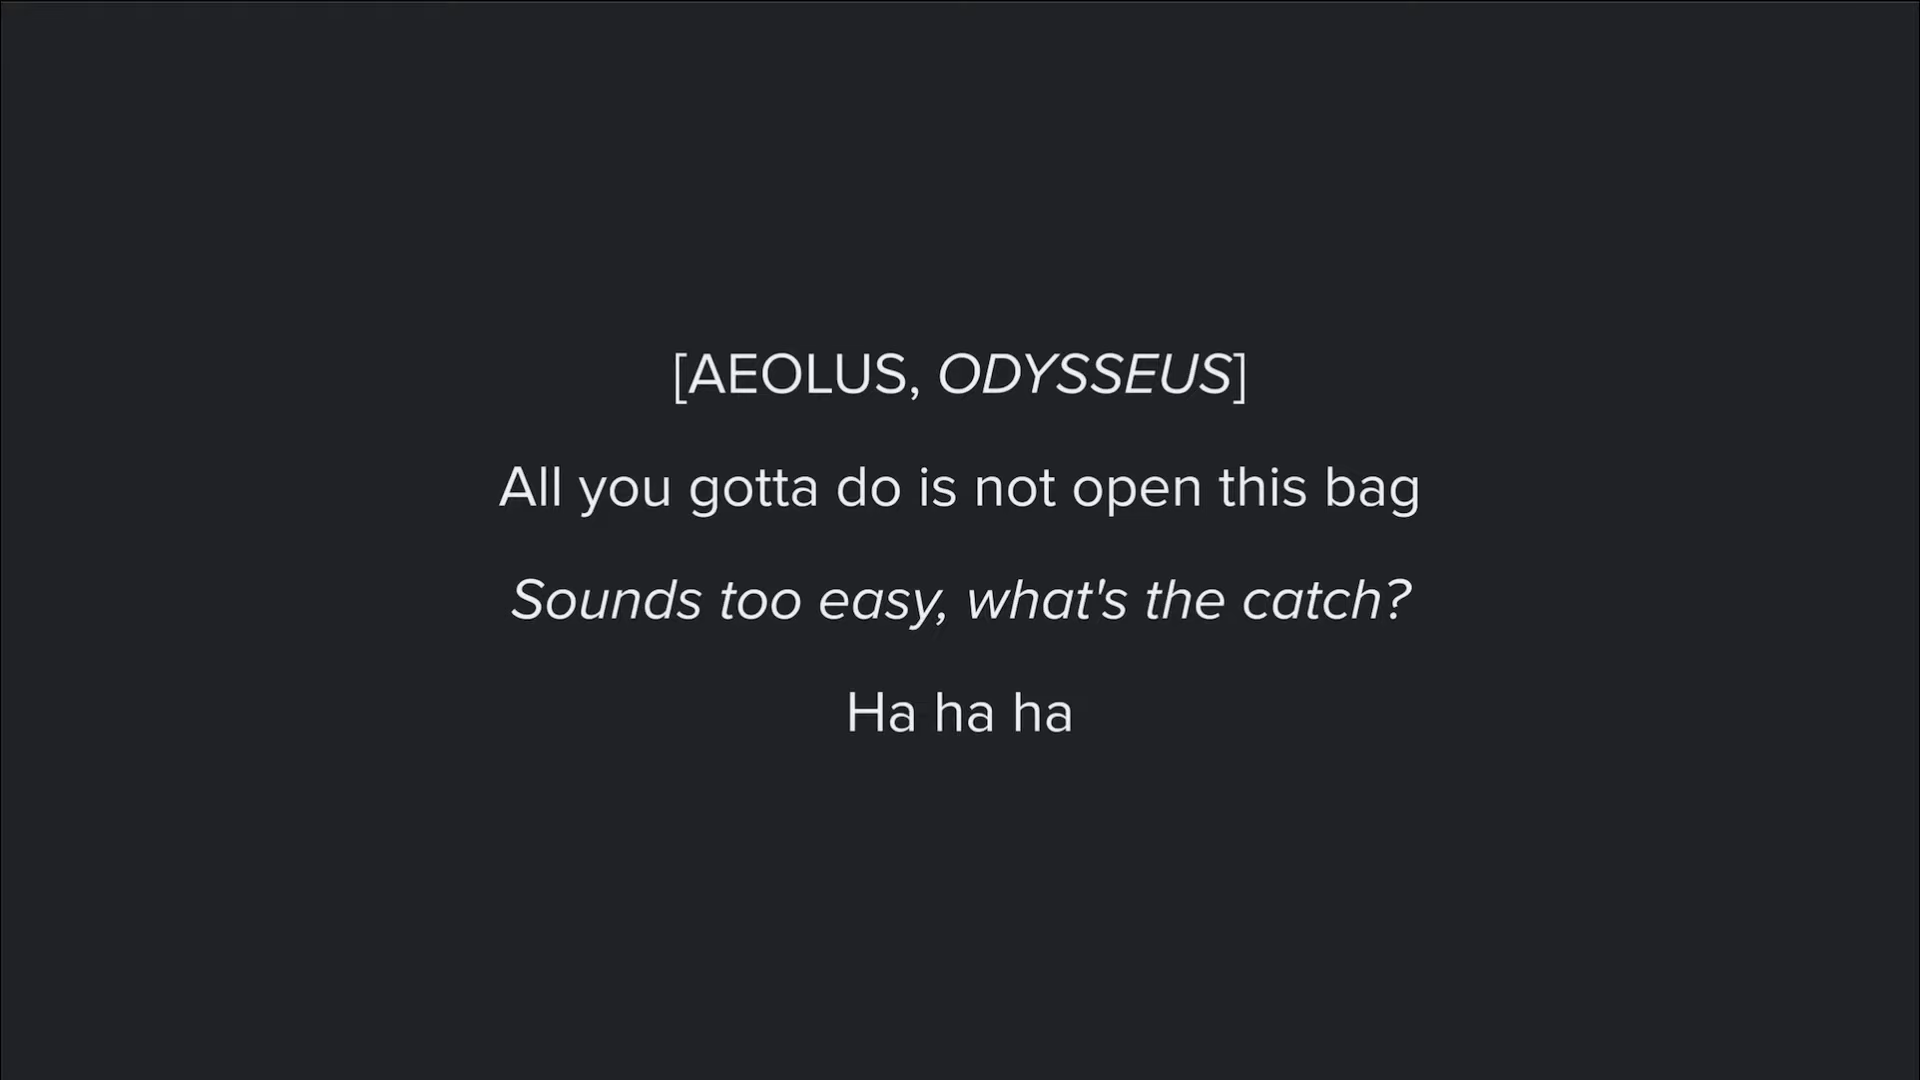 [AEOLUS, ODYSSEUS]
All you gotta do is not open this bag
Sounds too easy, what's the catch?
Ha ha ha